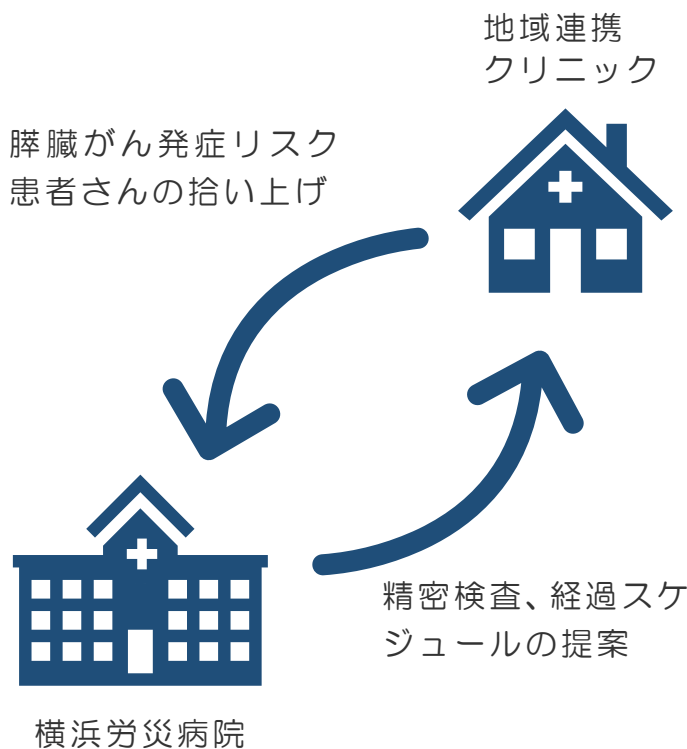 地域連携
クリニック
膵臓がん発症リスク
患者さんの拾い上げ
精密検査、経過スケ
ジュールの提案
横浜労災病院